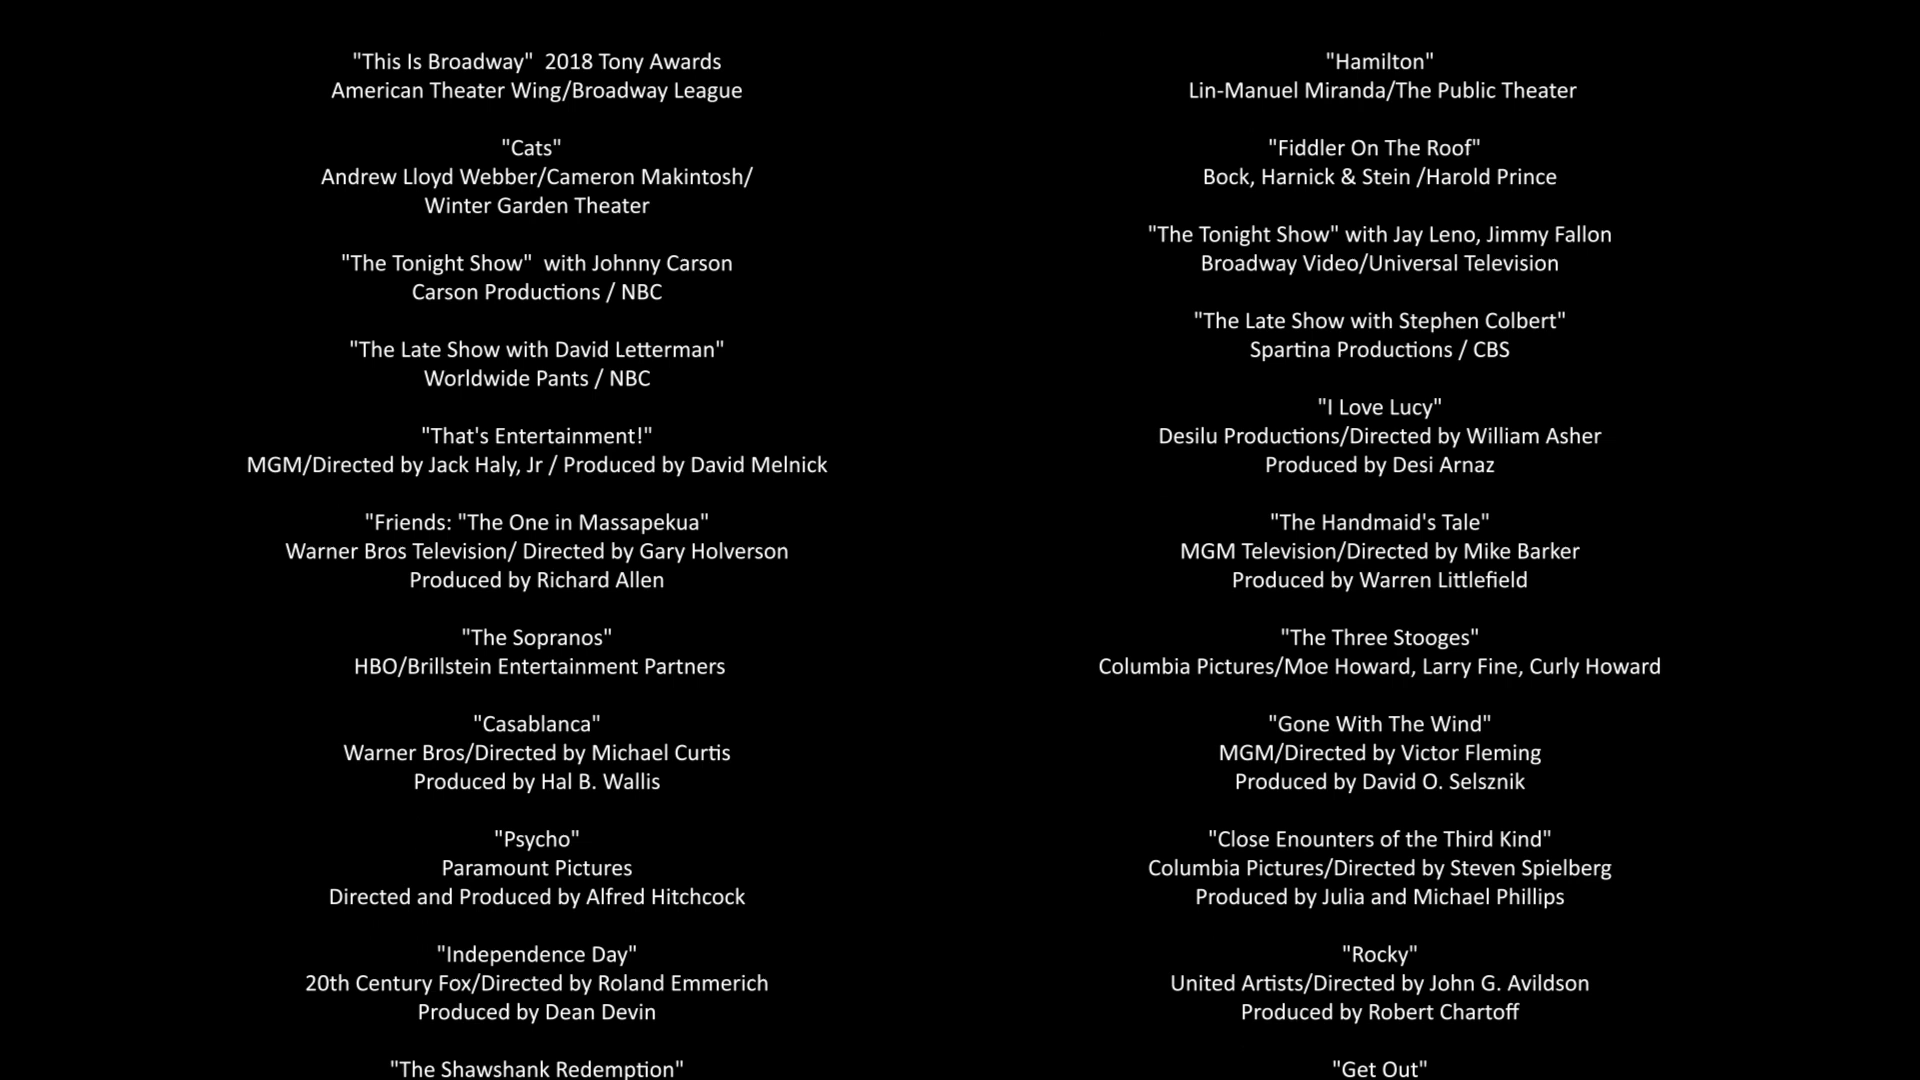 "This Is Broadway"  2018 Tony Awards
American Theater Wing/Broadway League
"Cats"
Andrew Lloyd Webber/Cameron Makintosh/
Winter Garden Theater
"The Tonight Show"  with Johnny Carson
Carson Productions / NBC
"The Late Show with David Letterman"
Worldwide Pants / NBC
"That's Entertainment!"
MGM/Directed by Jack Haly, Jr / Produced by David Melnick
"Friends: "The One in Massapekua"
Warner Bros Television/ Directed by Gary Holverson
Produced by Richard Allen
"The Sopranos"
HBO/Brillstein Entertainment Partners
"Casablanca"
Warner Bros/Directed by Michael Curtis
Produced by Hal B. Wallis
"Psycho"
Paramount Pictures
Directed and Produced by Alfred Hitchcock
"Independence Day"
20th Century Fox/Directed by Roland Emmerich
Produced by Dean Devin
"The Shawshank Redemption"
"Hamilton"
Lin-Manuel Miranda/The Public Theater
"Fiddler On The Roof"
Bock, Harnick & Stein /Harold Prince
"The Tonight Show" with Jay Leno, Jimmy Fallon
Broadway Video/Universal Television
"The Late Show with Stephen Colbert"
Spartina Productions / CBS
"I Love Lucy"
Desilu Productions/Directed by William Asher
Produced by Desi Arnaz
"The Handmaid's Tale"
MGM Television/Directed by Mike Barker
Produced by Warren Littlefield
"The Three Stooges"
Columbia Pictures/Moe Howard, Larry Fine, Curly Howard
"Gone With The Wind"
MGM/Directed by Victor Fleming
Produced by David O. Selsznik
"Close Enounters of the Third Kind"
Columbia Pictures/Directed by Steven Spielberg
Produced by Julia and Michael Phillips
"Rocky"
United Artists/Directed by John G. Avildson
Produced by Robert Chartoff
"Get Out"